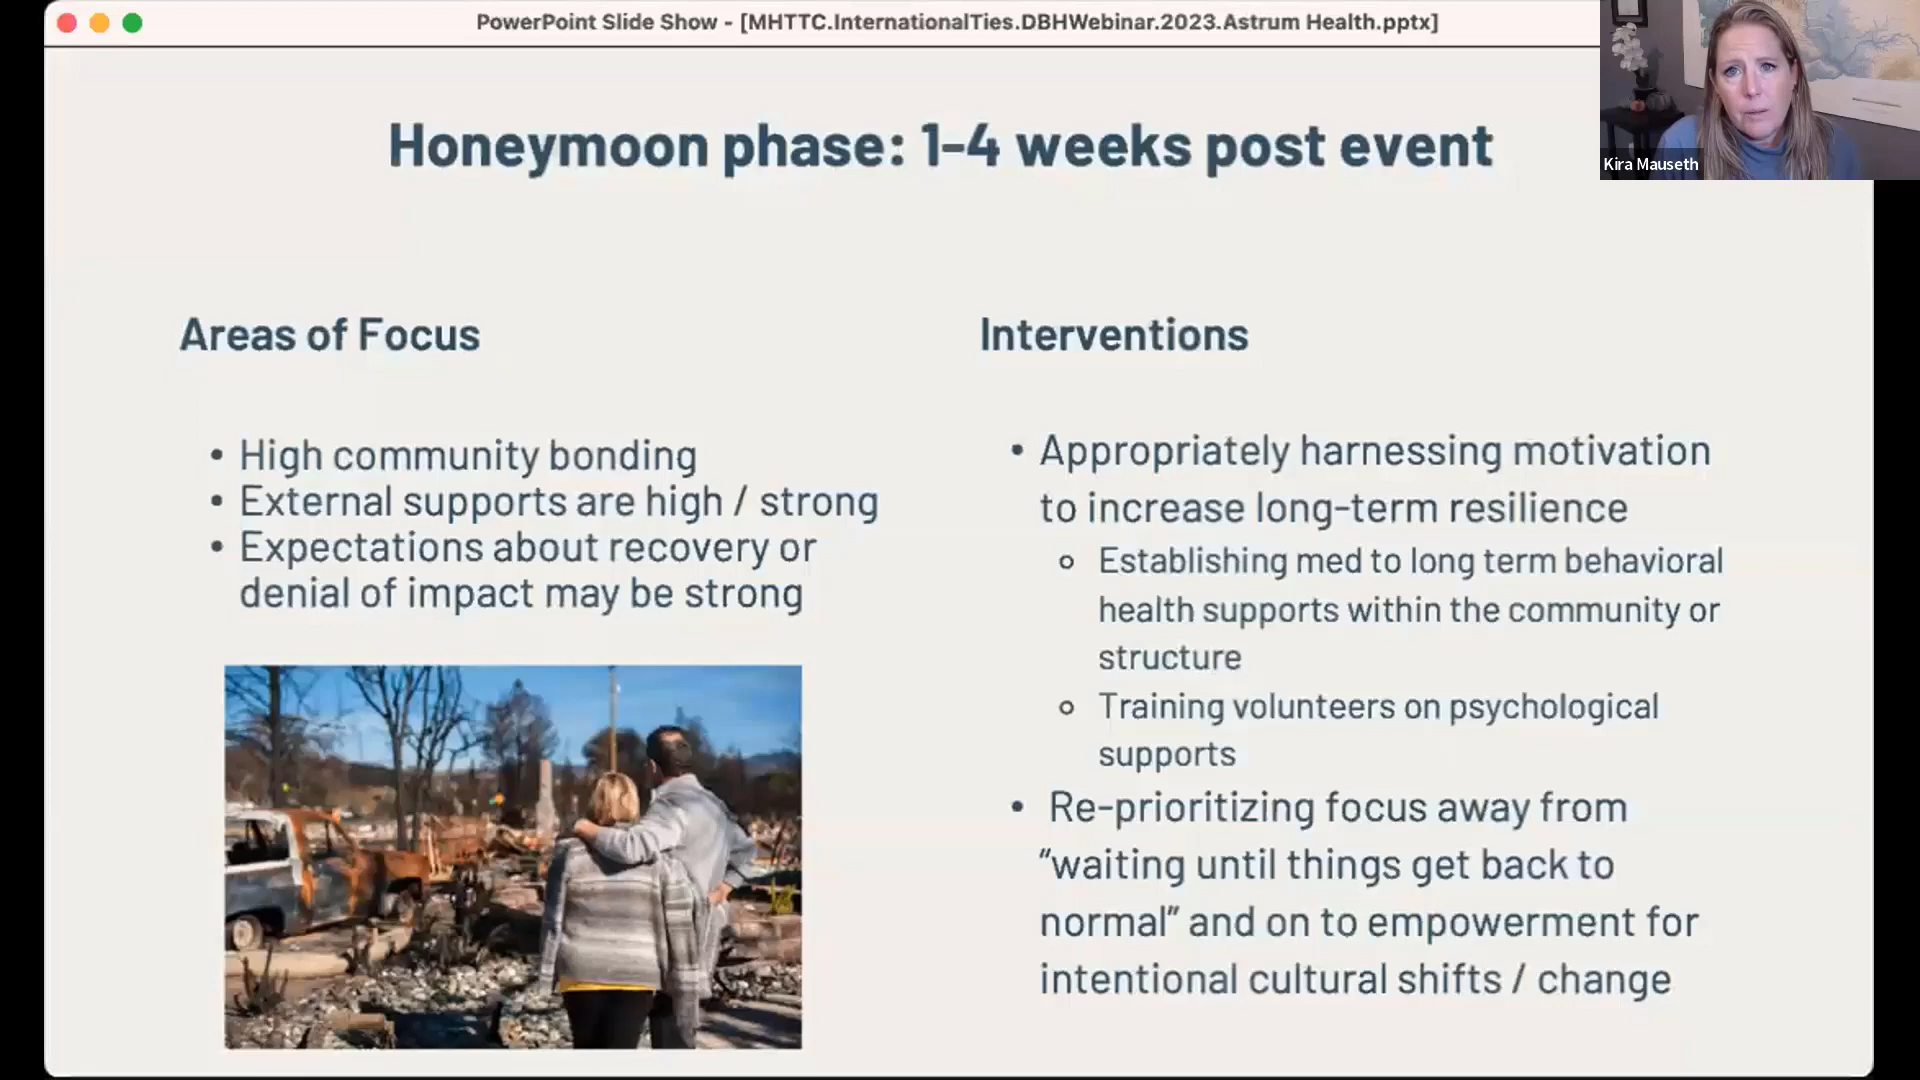 PowerPoint Slide Show - [MHTTC.InternationalTies.DBHWebinar.2023.Astrum Health.pptx]
Kira Mauseth
Honeymoon phase: 1-4 weeks post event
Areas of Focus
• High community bonding
• External supports are high / strong
• Expectations about recovery or
denial of impact may be strong
Interventions
• Appropriately harnessing motivation
to increase long-term resilience
○ Establishing med to long term behavioral
health supports within the community or
structure
○ Training volunteers on psychological
supports
• Re-prioritizing focus away from
“waiting until things get back to
normal” and on to empowerment for
intentional cultural shifts / change